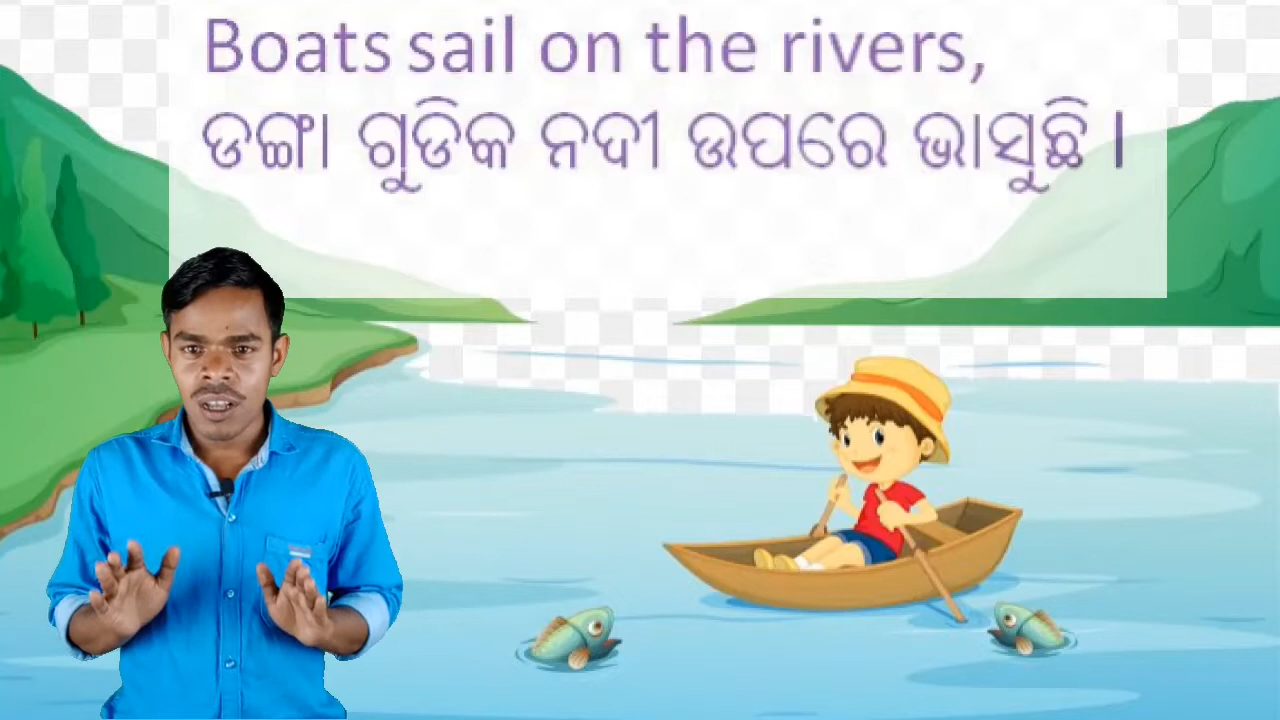 Boats sail on the rivers,
ଡଙ୍ଗା ଗୁଡିକ ନଦୀ ଉପରେ ଭାସୁଛି ।